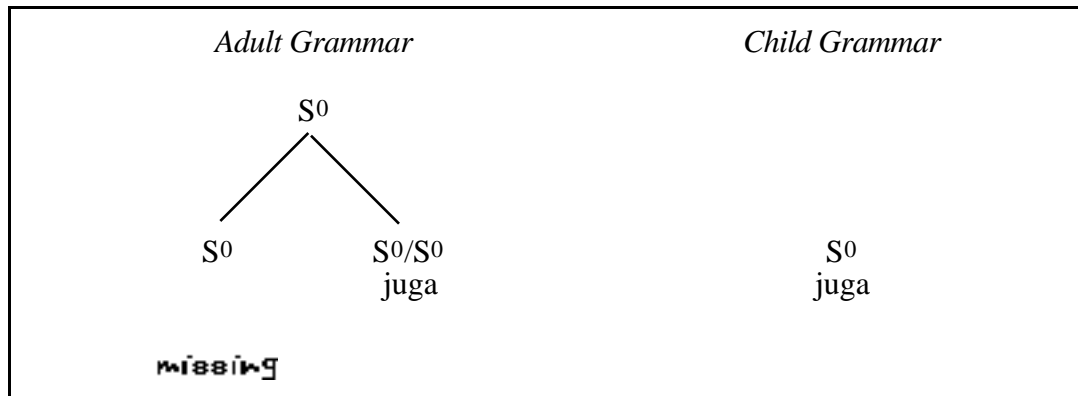 Adult Grammar Child Grammar
S0
S0 S0/S0 S0
juga juga
missing